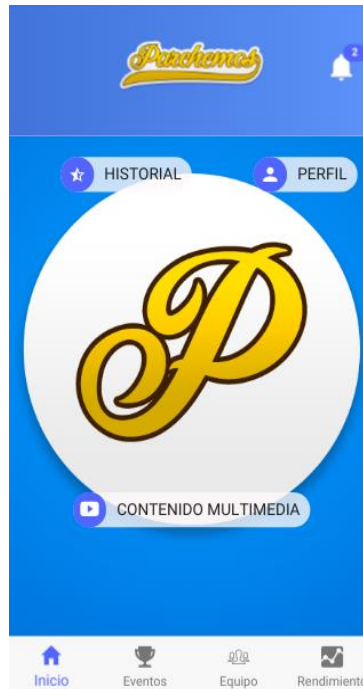 Parchemos
2
HISTORIAL
PERFIL
P
CONTENIDO MULTIMEDIA
Inicio
Eventos
Equipo
Rendimiento